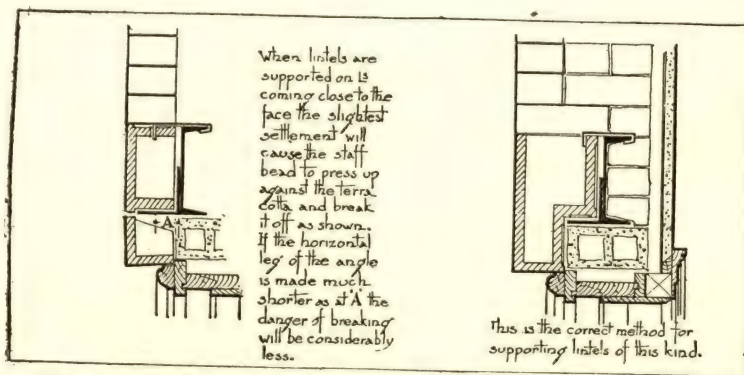 When lintels are
supported on Ls
coming close to the
face the slightest
settlement will
cause the staff
bead to press up
against the terra
cotta and break
it off as shown.
If the horizontal
leg of the angle
is made much
shorter as at "A" the
danger of breaking
will be considerably
less.
A
This is the correct method for
supporting lintels of this kind.